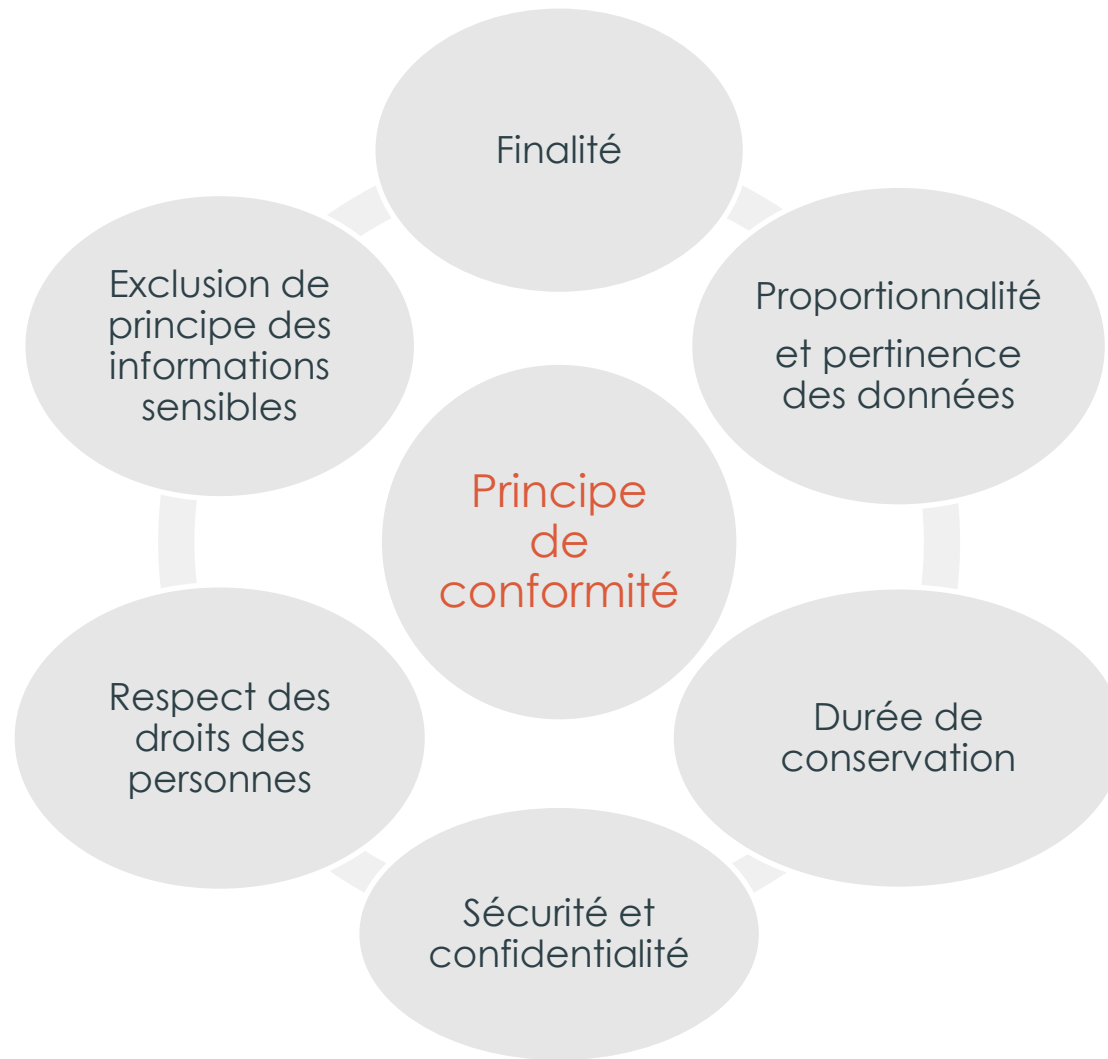 Finalité
Proportionnalité
et pertinence
des données
Durée de
conservation
Sécurité et
confidentialité
Respect des
droits des
personnes
Exclusion de
principe des
informations
sensibles
Principe
de
conformité